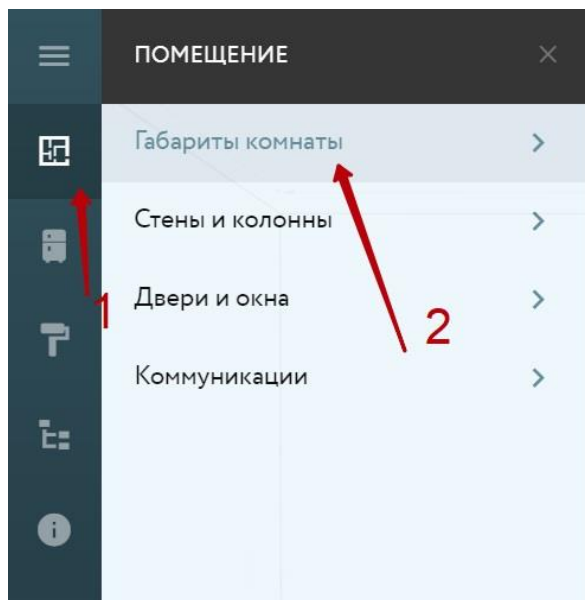 ПОМЕЩЕНИЕ
Габариты комнаты
Стены и колонны
1
Двери и окна
2
Коммуникации